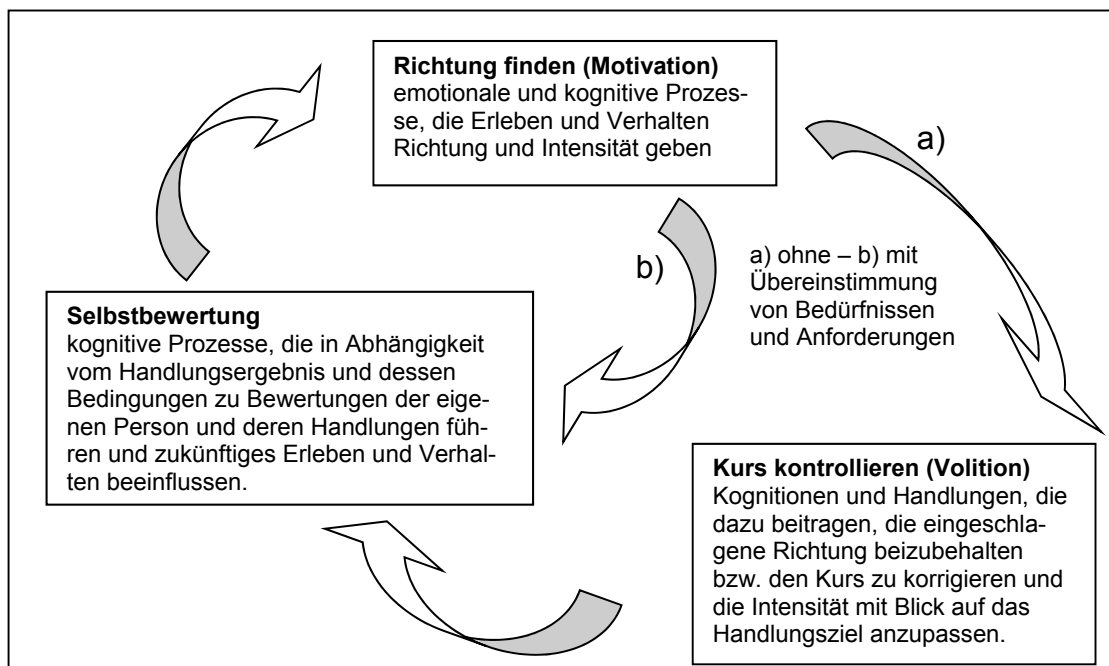 Richtung finden (Motivation)
emotionale und kognitive Prozes-
se, die Erleben und Verhalten
Richtung und Intensität geben
a)
b)
a) ohne – b) mit
Übereinstimmung
von Bedürfnissen
und Anforderungen
Selbstbewertung
kognitive Prozesse, die in Abhängigkeit
vom Handlungsergebnis und dessen
Bedingungen zu Bewertungen der eige-
nen Person und deren Handlungen füh-
ren und zukünftiges Erleben und Verhal-
ten beeinflussen.
Kurs kontrollieren (Volition)
Kognitionen und Handlungen, die
dazu beitragen, die eingeschla-
gene Richtung beizubehalten
bzw. den Kurs zu korrigieren und
die Intensität mit Blick auf das
Handlungsziel anzupassen.